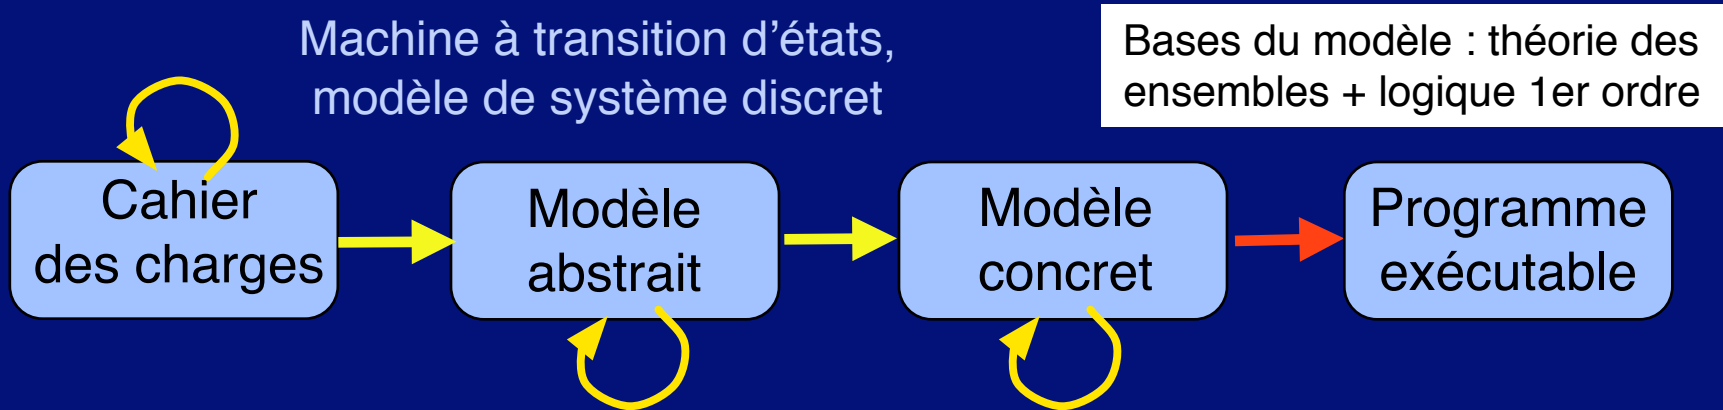 Machine à transition d’états,
modèle de système discret
Bases du modèle : théorie des
ensembles + logique 1er ordre
Cahier
des charges
Modèle
abstrait
Modèle
concret
Programme
exécutable